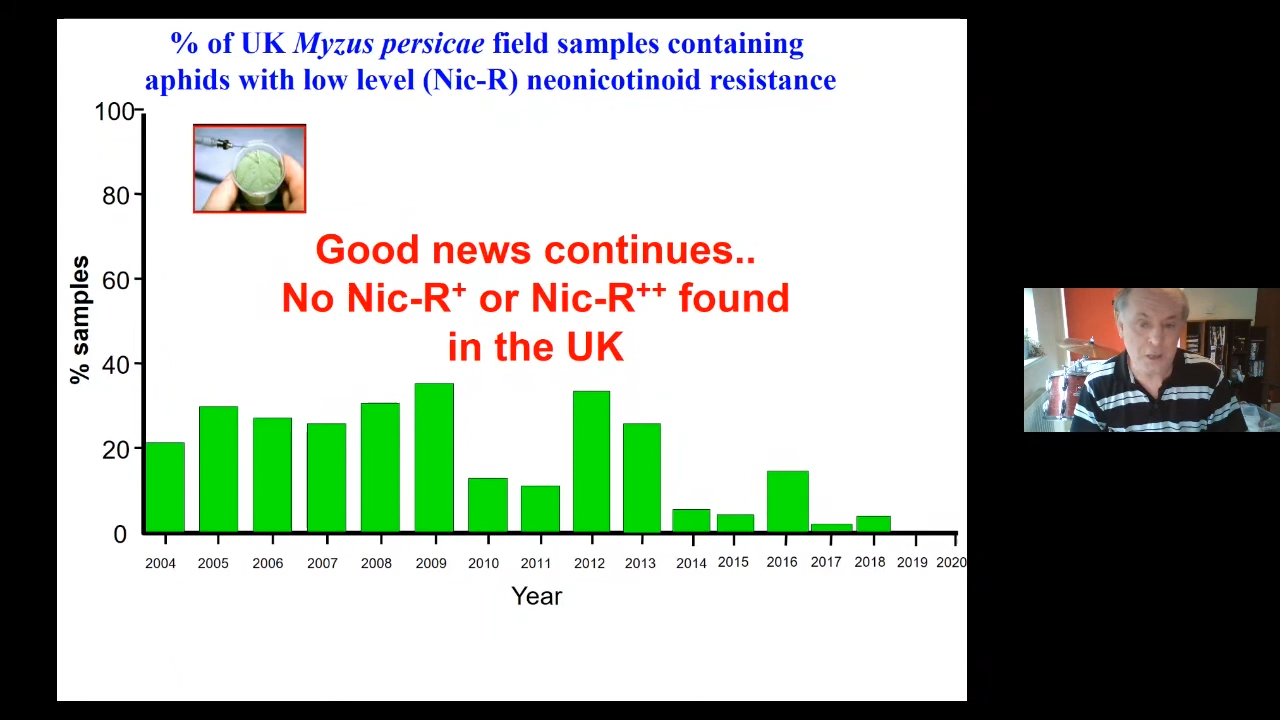 % of UK Myzus persicae field samples containing
aphids with low level (Nic-R) neonicotinoid resistance
100
80
60
40
20
0
% samples
Good news continues..
No Nic-R⁺ or Nic-R⁺⁺ found
in the UK
2004 2005 2006 2007 2008 2009 2010 2011 2012 2013 2014 2015 2016 2017 2018 2019 2020
Year